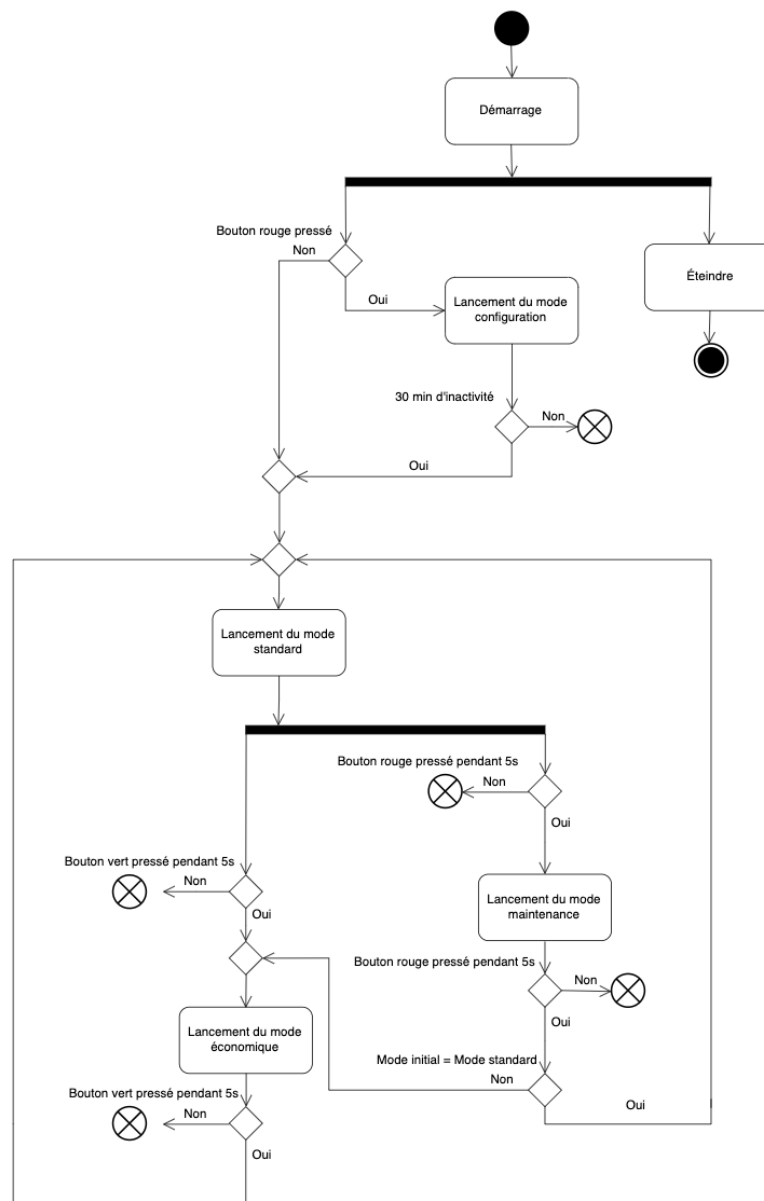 Démarrage
Bouton rouge pressé
Non
Oui
Lancement du mode
configuration
Éteindre
30 min d'inactivité
Non
Oui
Lancement du mode
standard
Bouton rouge pressé pendant 5s
Non
Oui
Bouton vert pressé pendant 5s
Non
Oui
Lancement du mode
maintenance
Bouton rouge pressé pendant 5s
Non
Oui
Lancement du mode
économique
Mode initial = Mode standard
Non
Oui
Bouton vert pressé pendant 5s
Non
Oui